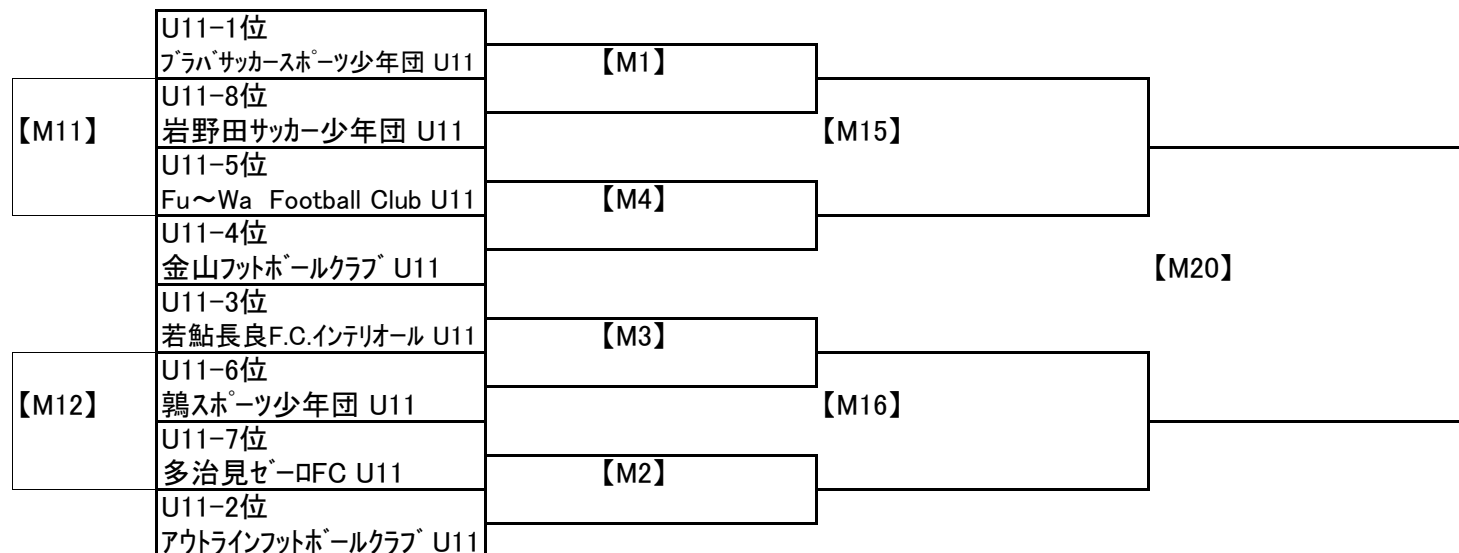 U11-1位
ﾌﾞﾗﾊﾞｻｯｶｰｽﾎﾟｰﾂ少年団 U11
【M1】
U11-8位
【M11】
岩野田ｻｯｶｰ少年団 U11
【M15】
U11-5位
Fu～Wa　Football Club U11
【M4】
U11-4位
金山ﾌｯﾄﾎﾞｰﾙｸﾗﾌﾞ U11
【M20】
U11-3位
若鮎長良F.C.ｲﾝﾃﾘｵｰﾙ U11
【M3】
U11-6位
【M12】
鶉ｽﾎﾟｰﾂ少年団 U11
【M16】
U11-7位
多治見ｾﾞｰﾛFC U11
【M2】
U11-2位
ｱｳﾄﾗｲﾝﾌｯﾄﾎﾞｰﾙｸﾗﾌﾞ U11